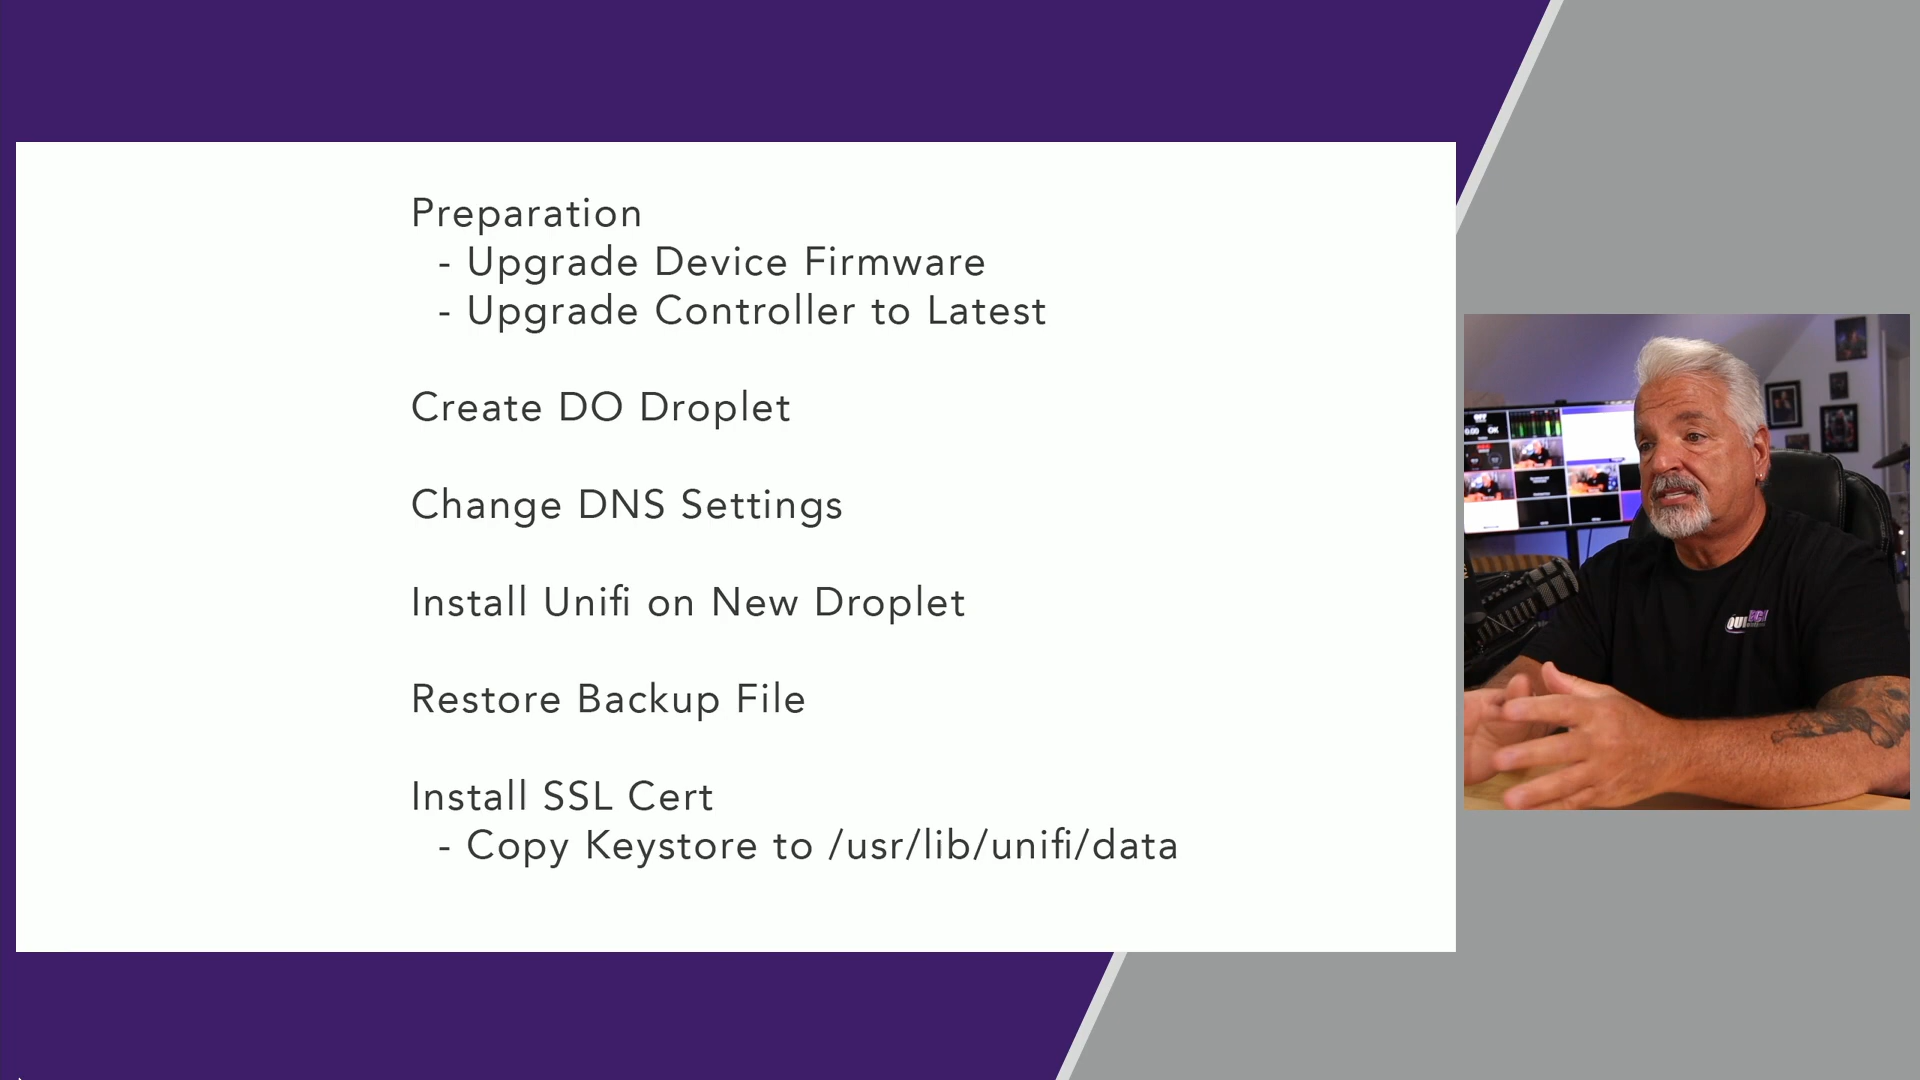 Preparation
- Upgrade Device Firmware
- Upgrade Controller to Latest
Create DO Droplet
Change DNS Settings
Install Unifi on New Droplet
Restore Backup File
Install SSL Cert
- Copy Keystore to /usr/lib/unifi/data